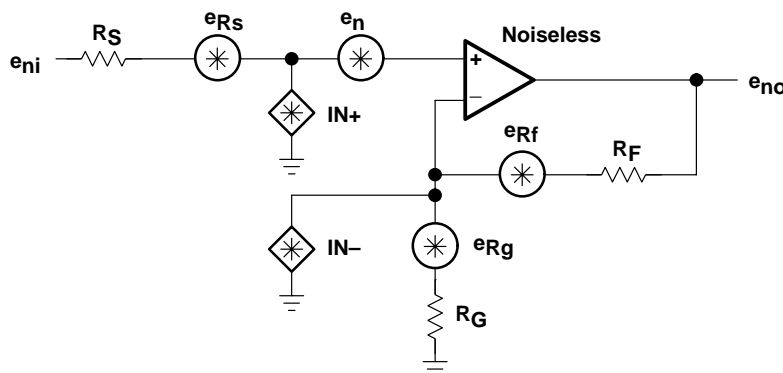 eRs
en
Noiseless
RS
eni
+
eno
IN+
–
eRf
RF
IN–
eRg
RG